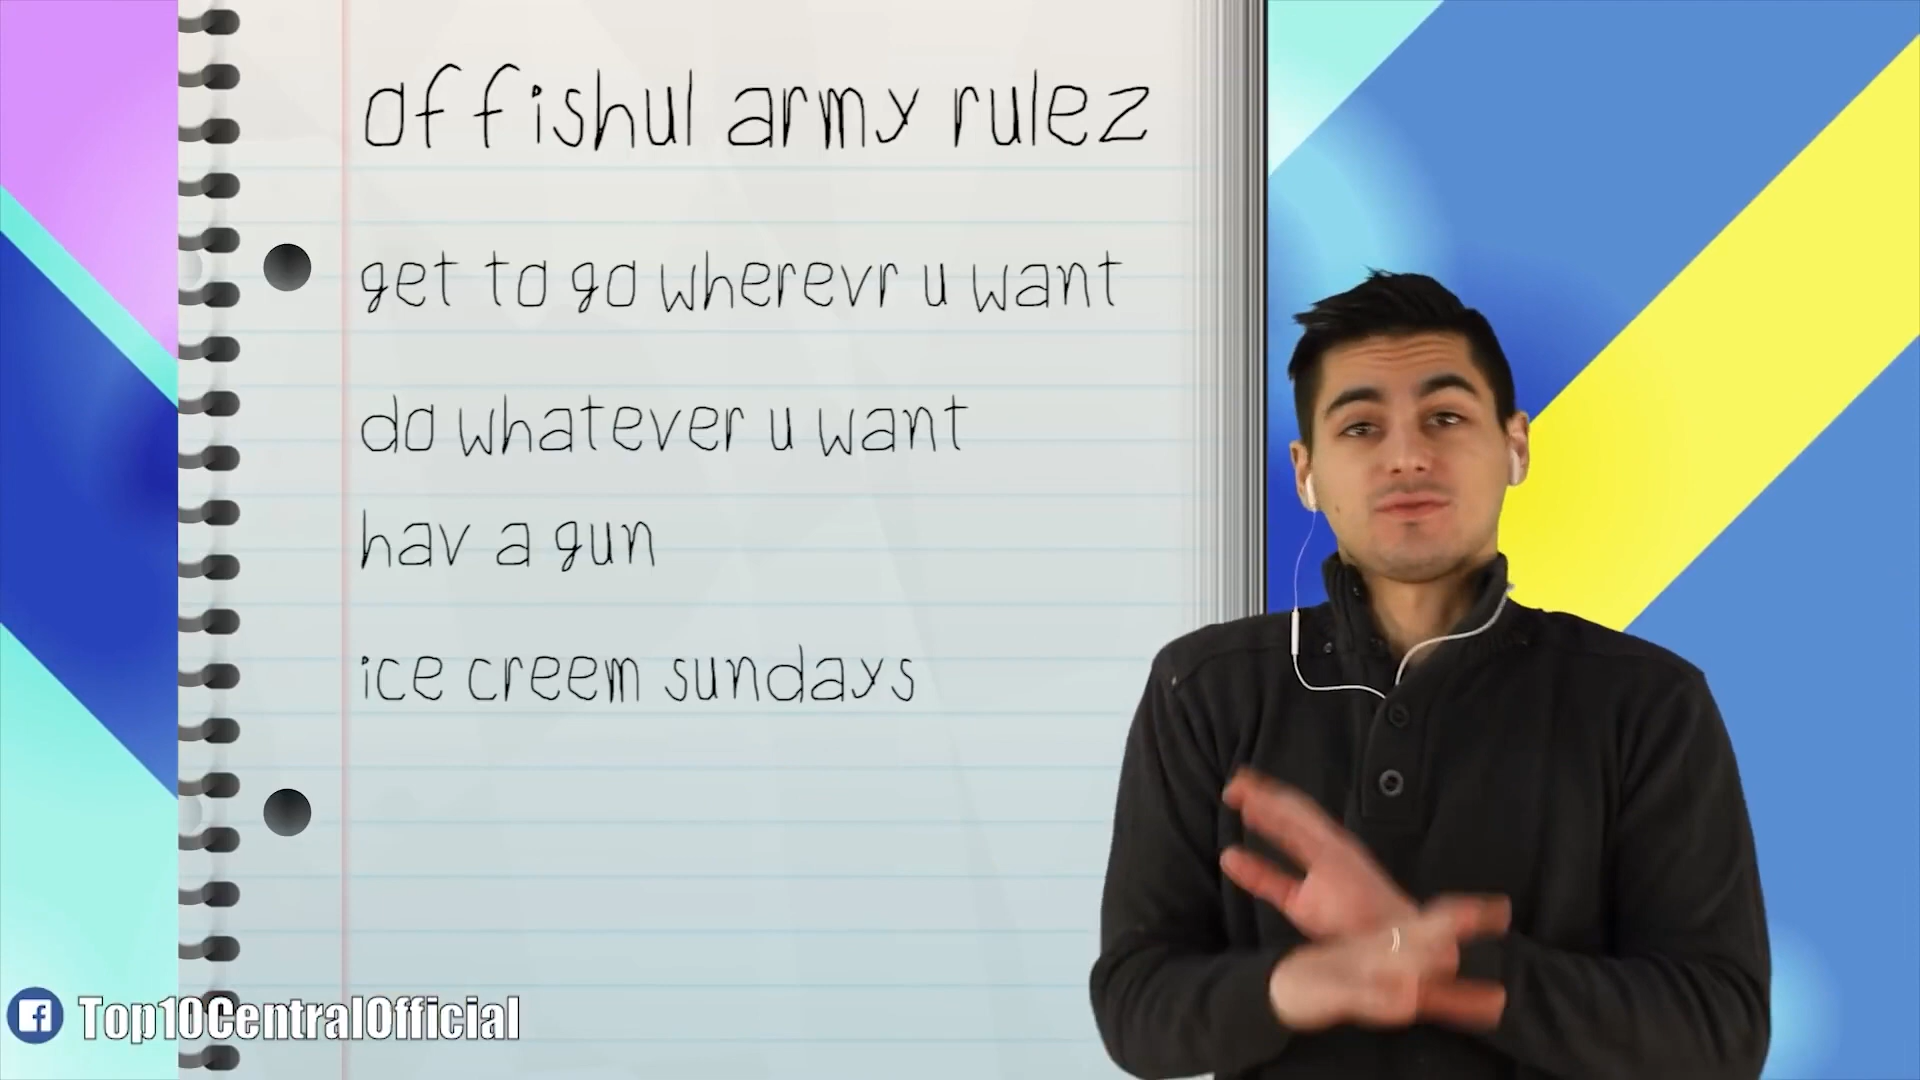 offishul army rulez
get to go wherevr u want
do whatever u want
hav a gun
ice creem sundays
Top10CentralOfficial